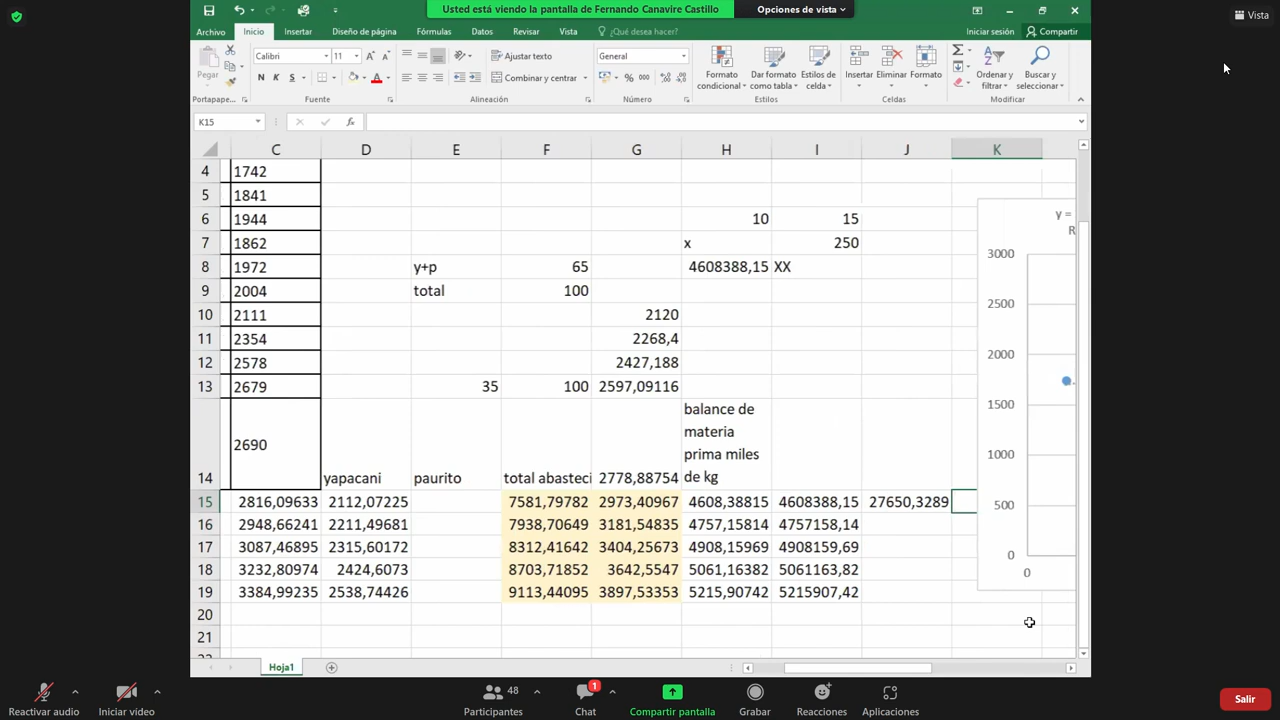 Usted está viendo la pantalla de Fernando Canavire Castillo
Opciones de vista
Vista
Archivo Inicio Insertar Diseño de página Fórmulas Datos Revisar Vista ¿Qué desea hacer? Iniciar sesión Compartir
Pegar
Calibri 11
N K S
Ajustar texto
Combinar y centrar
General
% 000
Formato condicional
Dar formato como tabla
Estilos de celda
Insertar
Eliminar
Formato
Ordenar y filtrar
Buscar y seleccionar
Portapape... Fuente Alineación Número Estilos Celdas Modificar
K15 fx
C D E F G H I J K
4 1742
5 1841
6 1944 10 15
7 1862 x 250
8 1972 y+p 65 4608388,15 XX
9 2004 total 100
10 2111 2120
11 2354 2268,4
12 2578 2427,188
13 2679 35 100 2597,09116
14 2690 yapacani paurito total abasteci 2778,88754 balance de materia prima miles de kg
15 2816,09633 2112,07225 7581,79782 2973,40967 4608,38815 4608388,15 27650,3289
16 2948,66241 2211,49681 7938,70649 3181,54835 4757,15814 4757158,14
17 3087,46895 2315,60172 8312,41642 3404,25673 4908,15969 4908159,69
18 3232,80974 2424,6073 8703,71852 3642,5547 5061,16382 5061163,82
19 3384,99235 2538,74426 9113,44095 3897,53353 5215,90742 5215907,42
20
21
y =
R
3000
2500
2000
1500
1000
500
0
0
Hoja1
Reactivar audio
Iniciar video
48
Participantes
1
Chat
Compartir pantalla
Grabar
Reacciones
Aplicaciones
Salir